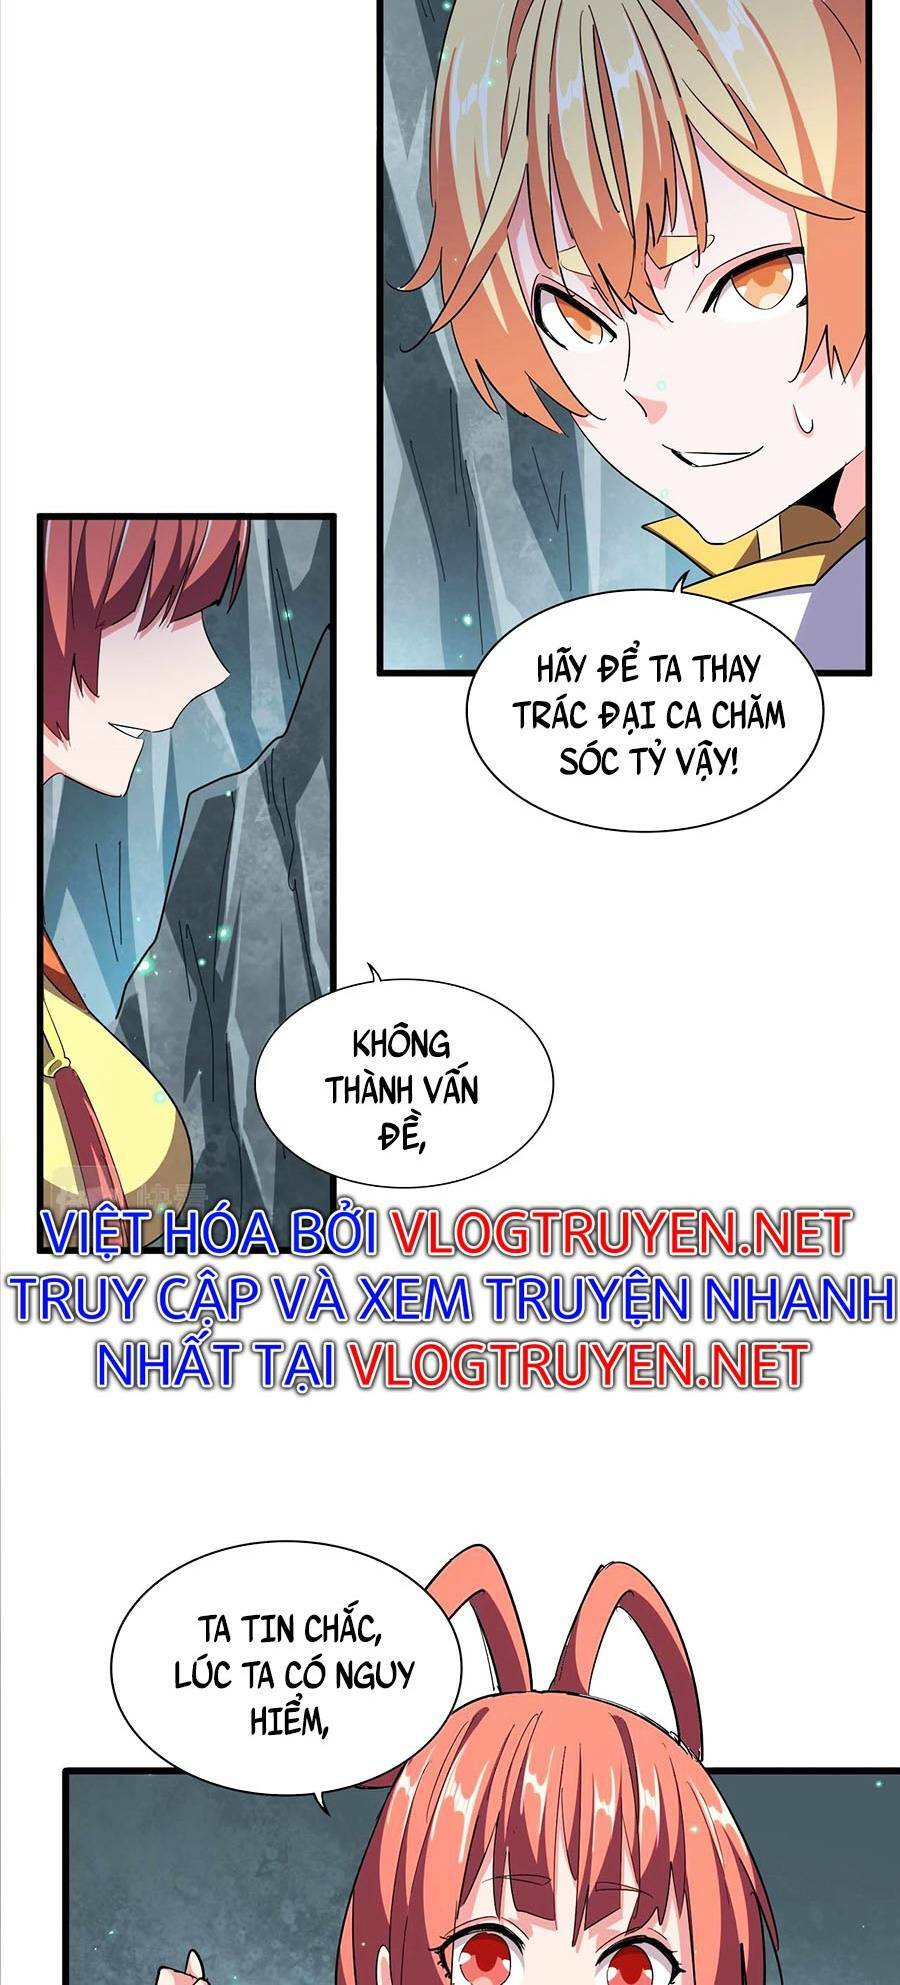 HÃY ĐỂ TA THAY
TRÁC ĐẠI CA CHĂM
SÓC TỶ VẬY!
KHÔNG
THÀNH VẤN
ĐỀ,
快看
VIỆT HÓA BỞI VLOGTRUYEN.NET
TRUY CẬP VÀ XEM TRUYỆN NHANH
NHẤT TẠI VLOGTRUYEN.NET
TA TIN CHẮC,
LÚC TA CÓ NGUY
HIỂM,